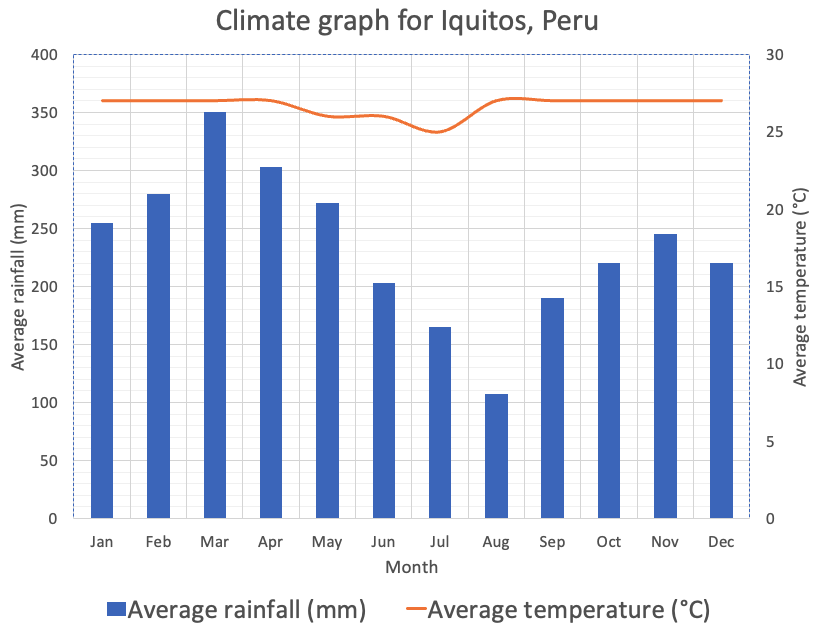 Climate graph for Iquitos, Peru
400
350
300
250
200
150
100
50
0
Average rainfall (mm)
30
25
20
15
10
5
0
Average temperature (°C)
Jan Feb Mar Apr May Jun Jul Aug Sep Oct Nov Dec
Month
Average rainfall (mm) Average temperature (°C)